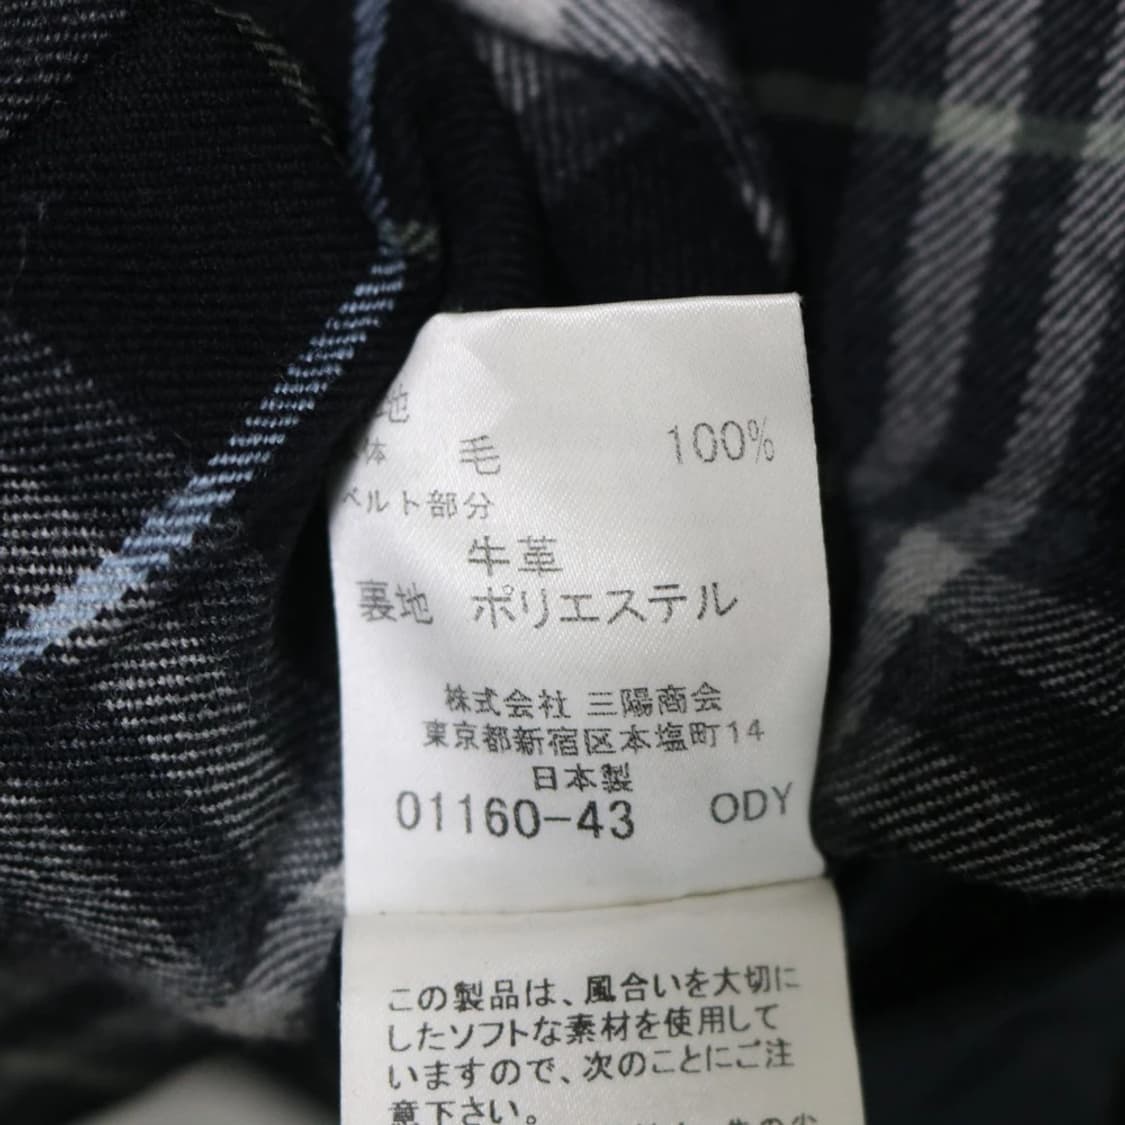 地
体 毛 100%
ベルト部分
牛革
裏地 ポリエステル
株式会社 三陽商会
東京都新宿区本塩町14
日本製
01160-43 ODY
この製品は、風合いを大切に
したソフトな素材を使用して
いますので、次のことにご注
意下さい。